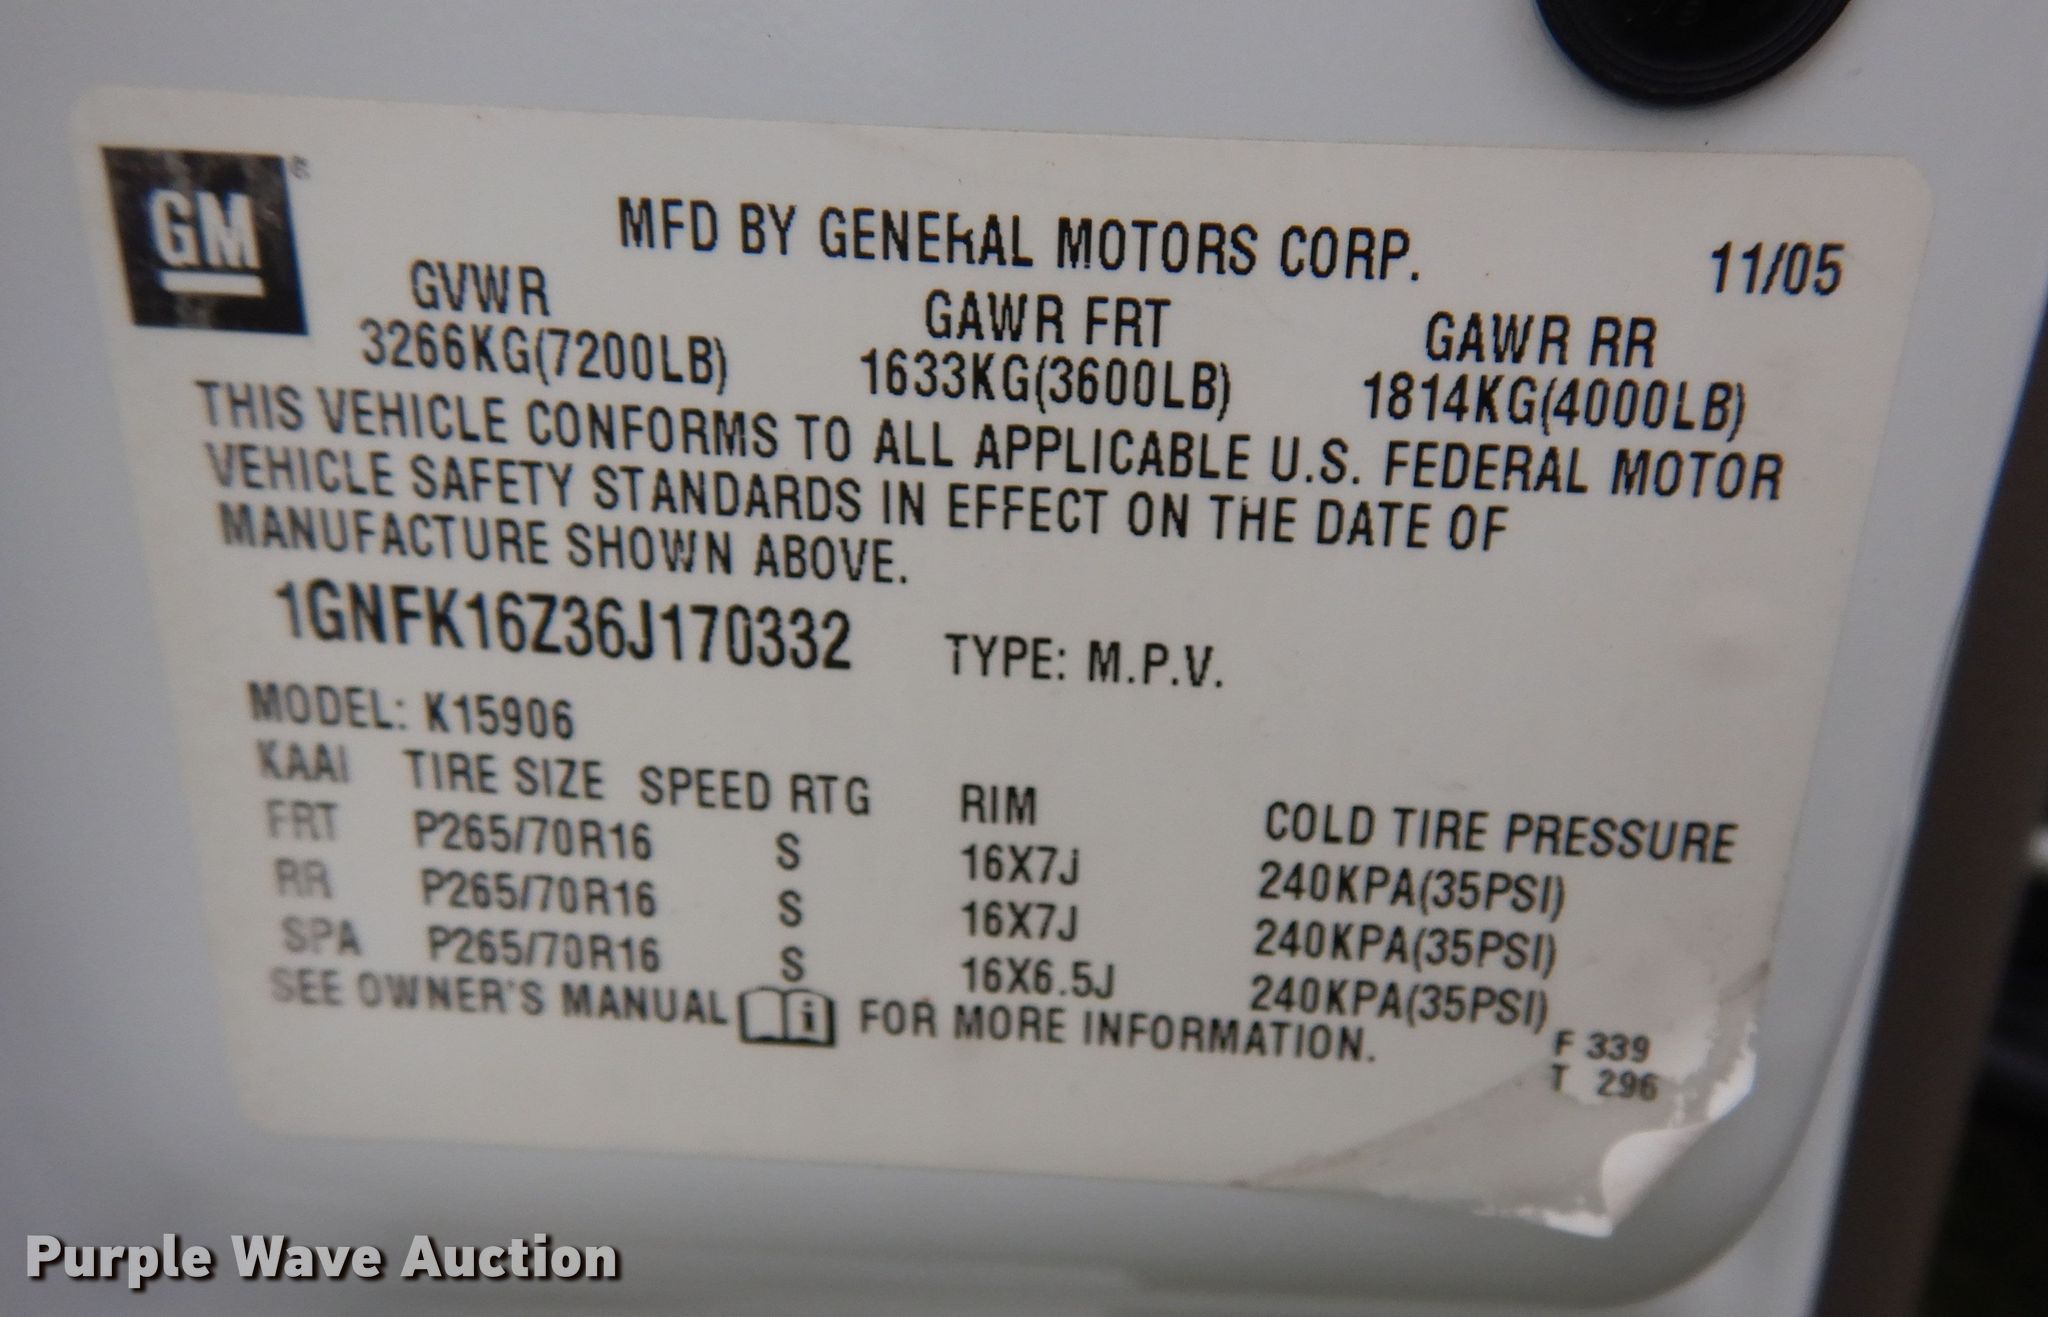 GM
MFD BY GENERAL MOTORS CORP. 11/05
GVWR GAWR FRT GAWR RR
3266KG(7200LB) 1633KG(3600LB) 1814KG(4000LB)
THIS VEHICLE CONFORMS TO ALL APPLICABLE U.S. FEDERAL MOTOR
VEHICLE SAFETY STANDARDS IN EFFECT ON THE DATE OF
MANUFACTURE SHOWN ABOVE.
1GNFK16Z36J170332 TYPE: M.P.V.
MODEL: K15906
KAAI TIRE SIZE SPEED RTG RIM COLD TIRE PRESSURE
FRT P265/70R16 S 16X7J 240KPA(35PSI)
RR P265/70R16 S 16X7J 240KPA(35PSI)
SPA P265/70R16 S 16X6.5J 240KPA(35PSI)
SEE OWNER'S MANUAL i FOR MORE INFORMATION.
F 339
T 296
Purple Wave Auction